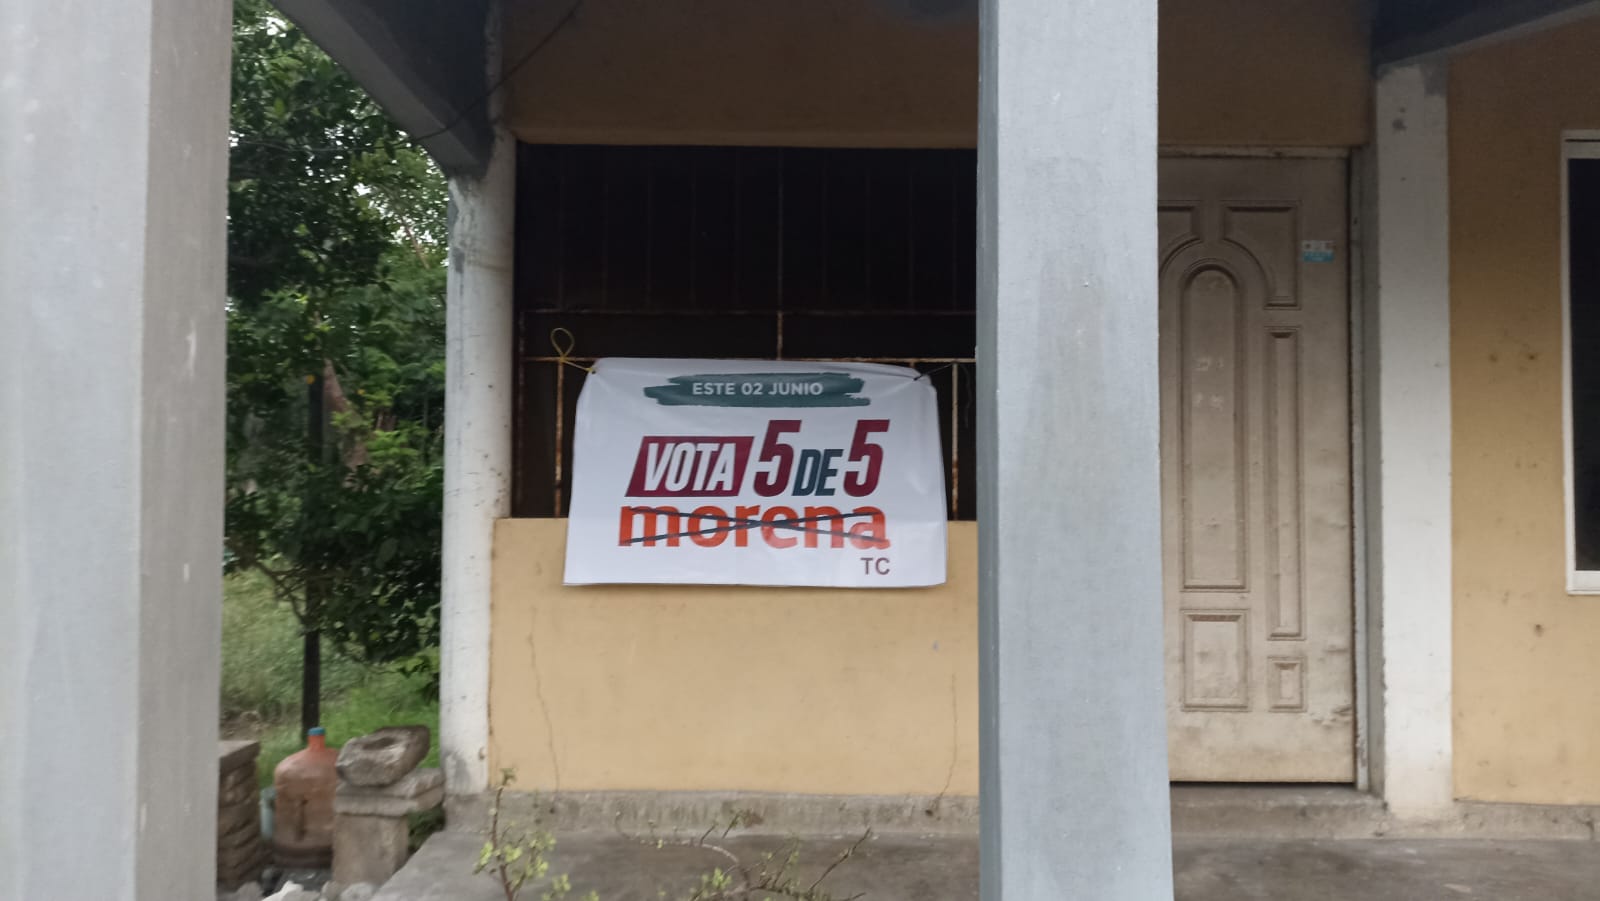 ESTE 02 JUNIO
VOTA 5 DE 5
morena
TC